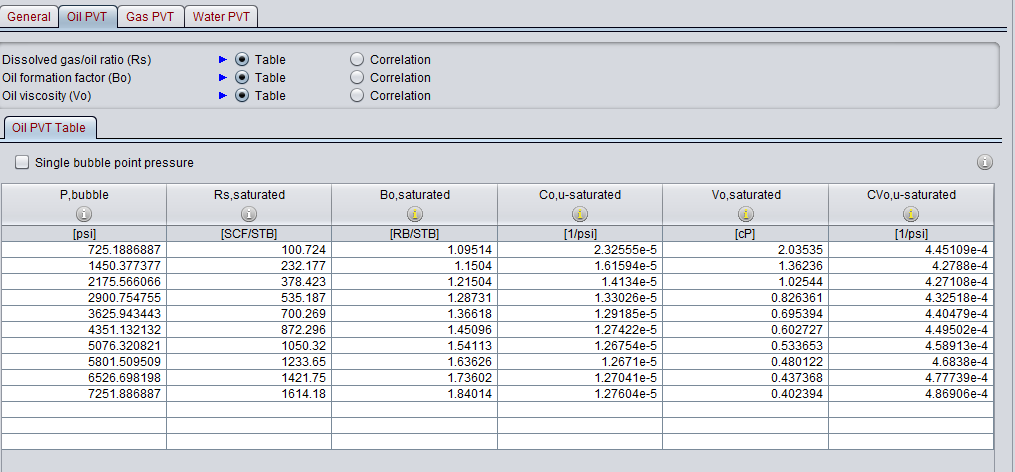 General Oil PVT Gas PVT Water PVT
Dissolved gas/oil ratio (Rs) Table Correlation
Oil formation factor (Bo) Table Correlation
Oil viscosity (Vo) Table Correlation
Oil PVT Table
Single bubble point pressure
P,bubble Rs,saturated Bo,saturated Co,u-saturated Vo,saturated CVo,u-saturated
[psi] [SCF/STB] [RB/STB] [1/psi] [cP] [1/psi]
725.1886887 100.724 1.09514 2.32555e-5 2.03535 4.45109e-4
1450.377377 232.177 1.1504 1.61594e-5 1.36236 4.2788e-4
2175.566066 378.423 1.21504 1.4134e-5 1.02544 4.27108e-4
2900.754755 535.187 1.28731 1.33026e-5 0.826361 4.32518e-4
3625.943443 700.269 1.36618 1.29185e-5 0.695394 4.40479e-4
4351.132132 872.296 1.45096 1.27422e-5 0.602727 4.49502e-4
5076.320821 1050.32 1.54113 1.26754e-5 0.533653 4.58913e-4
5801.509509 1233.65 1.63626 1.2671e-5 0.480122 4.6838e-4
6526.698198 1421.75 1.73602 1.27041e-5 0.437368 4.77739e-4
7251.886887 1614.18 1.84014 1.27604e-5 0.402394 4.86906e-4